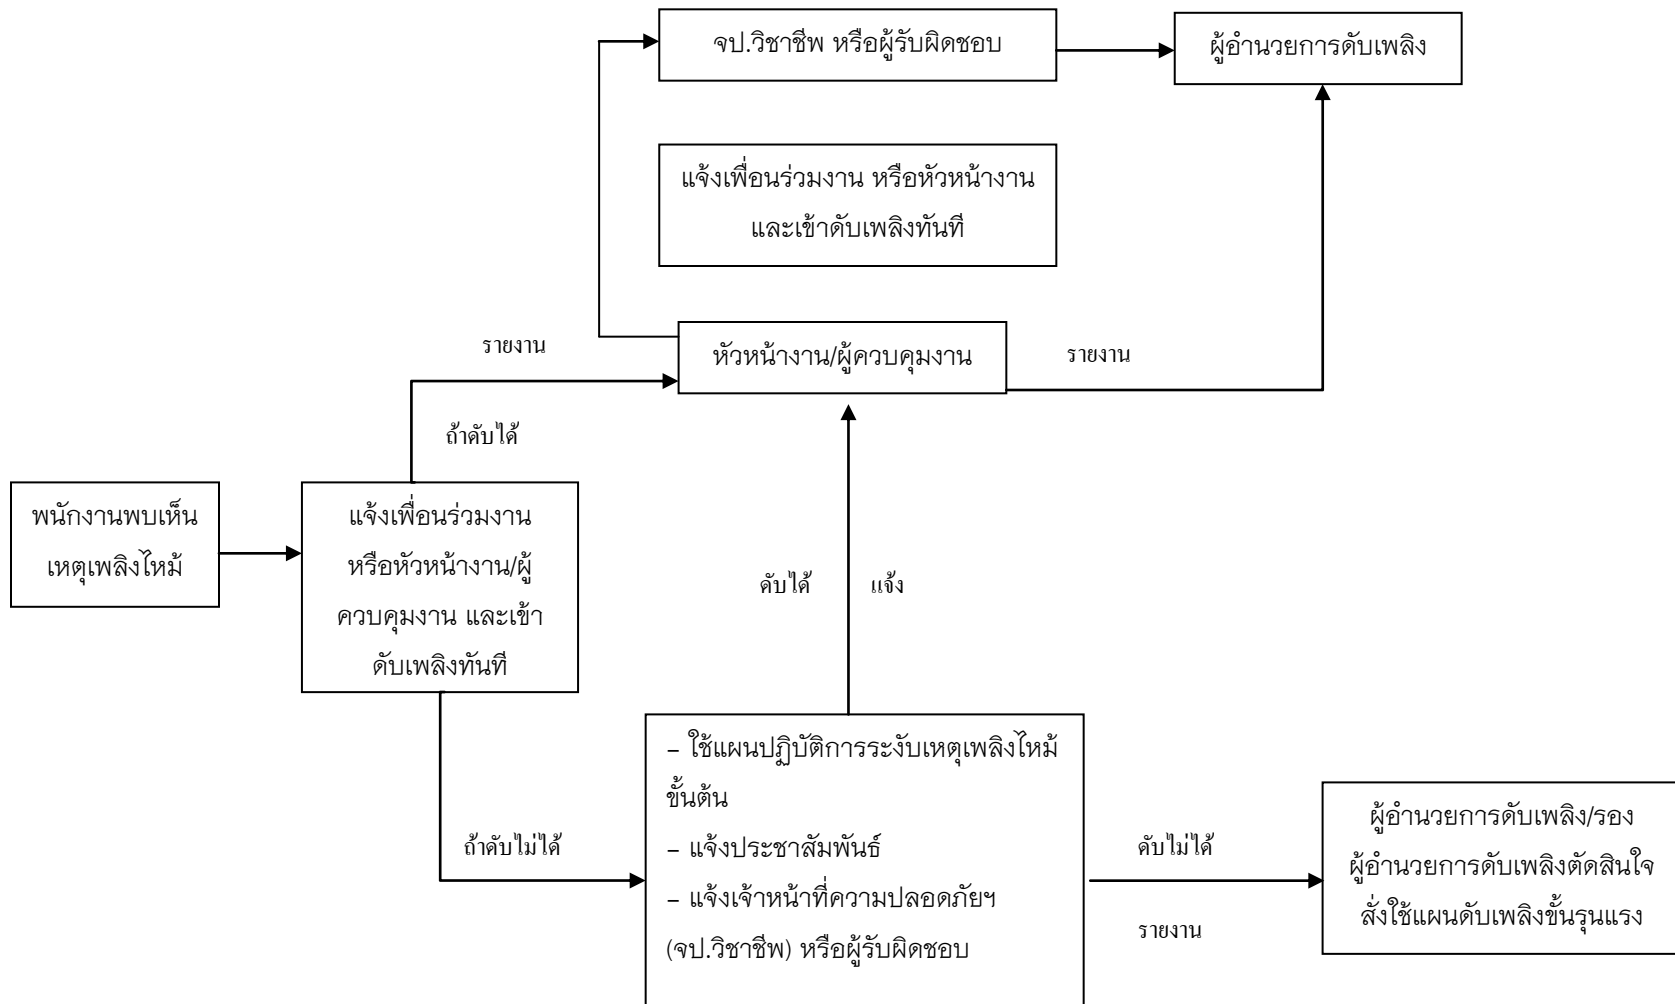 จป.วิชาชีพ หรือผู้รับผิดชอบ
ผู้อำนวยการดับเพลิง
แจ้งเพื่อนร่วมงาน หรือหัวหน้างาน
และเข้าดับเพลิงทันที
รายงาน
หัวหน้างาน/ผู้ควบคุมงาน
รายงาน
ถ้าดับได้
พนักงานพบเห็น
เหตุเพลิงไหม้
แจ้งเพื่อนร่วมงาน
หรือหัวหน้างาน/ผู้
ควบคุมงาน และเข้า
ดับเพลิงทันที
ดับได้
แจ้ง
ถ้าดับไม่ได้
– ใช้แผนปฏิบัติการระงับเหตุเพลิงไหม้
ขั้นต้น
– แจ้งประชาสัมพันธ์
– แจ้งเจ้าหน้าที่ความปลอดภัยฯ
(จป.วิชาชีพ) หรือผู้รับผิดชอบ
ดับไม่ได้
รายงาน
ผู้อำนวยการดับเพลิง/รอง
ผู้อำนวยการดับเพลิงตัดสินใจ
สั่งใช้แผนดับเพลิงขั้นรุนแรง